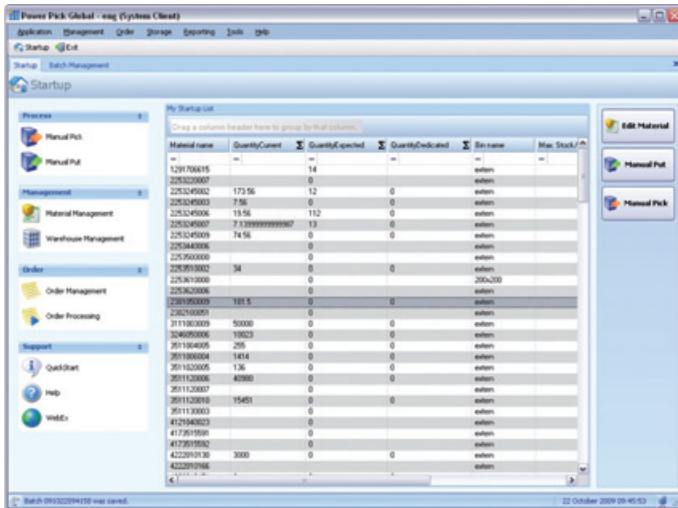 Power Pick Global - eng (System Client)
Application Management Order Storage Reporting Tools Help
Startup Exit
Startup Batch Management
Startup
Process
Manual Pick
Manual Put
Management
Material Management
Warehouse Management
Order
Order Management
Order Processing
Support
QuickStart
Help
WebEx
My Startup List
Drag a column header here to group by that column.
Material name QuantityCurrent Σ QuantityExpected Σ QuantityDedicated Σ Bin name Max. Stock/
= = = = = =
1291706615 14 extern
2253220007 0 extern
2253245002 173.56 12 0 extern
2253245003 7.56 0 0 extern
2253245006 19.56 112 0 extern
2253245007 7.13999999999987 13 0 extern
2253245009 74.56 0 0 extern
2253440006 0 extern
2253500000 0 extern
2253510002 34 0 0 extern
2253610000 0 200x200
2253620006 0 extern
2381050009 181.5 0 0 extern
2382100051 0 extern
3111003009 50000 0 0 extern
3246050006 10023 0 0 extern
3511004005 255 0 0 extern
3511006004 1414 0 0 extern
3511020005 136 0 0 extern
3511120006 40980 0 0 extern
3511120007 0 extern
3511120010 15451 0 0 extern
3511130003 0 extern
4121040023 0 extern
4173515591 0 extern
4173515592 0 extern
4222010130 3000 0 0 extern
4222010166 0 extern
Edit Material
Manual Put
Manual Pick
Batch 091022094158 was saved.
22 October 2009 09:45:53